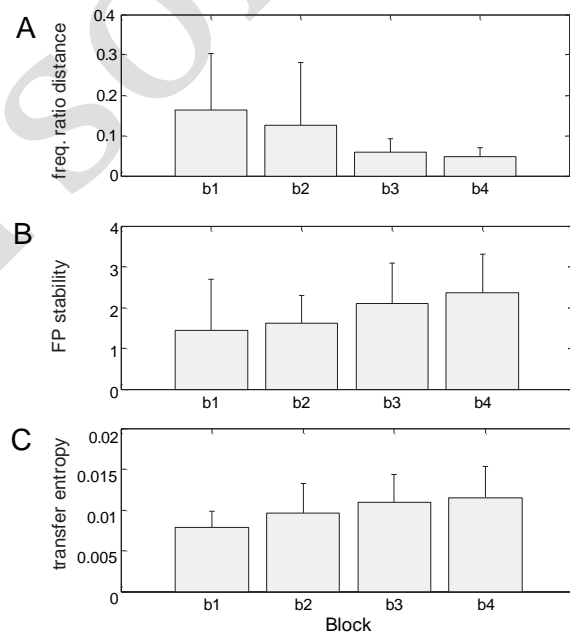 A
freq. ratio distance
0.4
0.3
0.2
0.1
0
b1 b2 b3 b4
B
FP stability
4
3
2
1
0
b1 b2 b3 b4
C
transfer entropy
0.02
0.015
0.01
0.005
0
b1 b2 b3 b4
Block